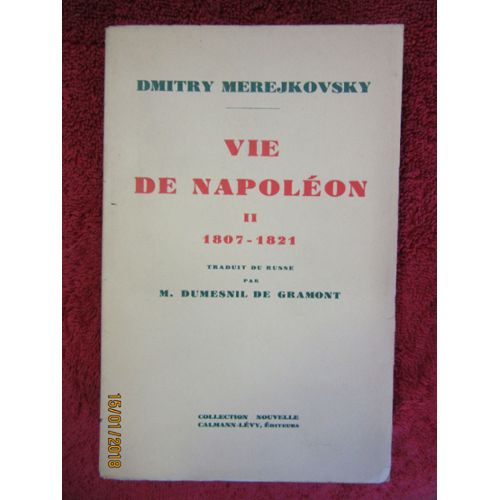 DMITRY MEREJKOVSKY
VIE
DE NAPOLÉON
II
1807-1821
TRADUIT DU RUSSE
PAR
M. DUMESNIL DE GRAMONT
COLLECTION NOUVELLE
CALMANN-LÉVY, ÉDITEURS
15/01/2018